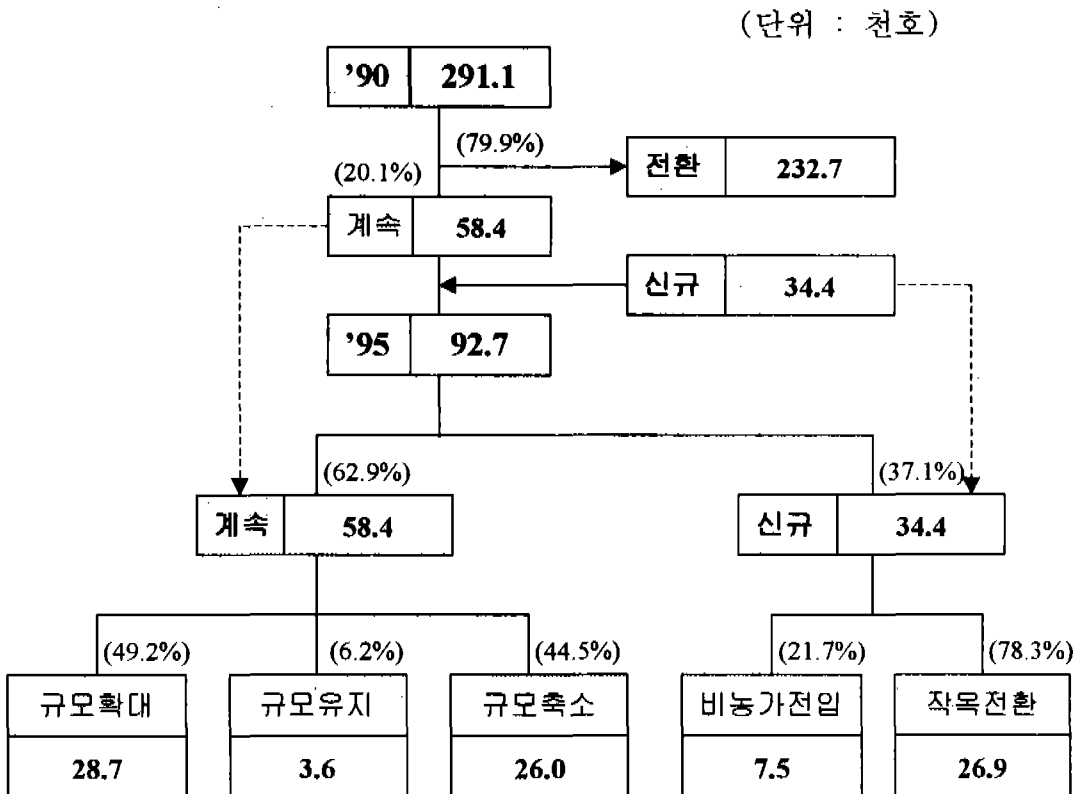 (단위 : 천호)
’90 291.1
(79.9%)
전환 232.7
(20.1%)
계속 58.4
신규 34.4
’95 92.7
(62.9%) (37.1%)
계속 58.4 신규 34.4
(49.2%) (6.2%) (44.5%) (21.7%) (78.3%)
규모확대 규모유지 규모축소 비농가전입 작목전환
28.7 3.6 26.0 7.5 26.9